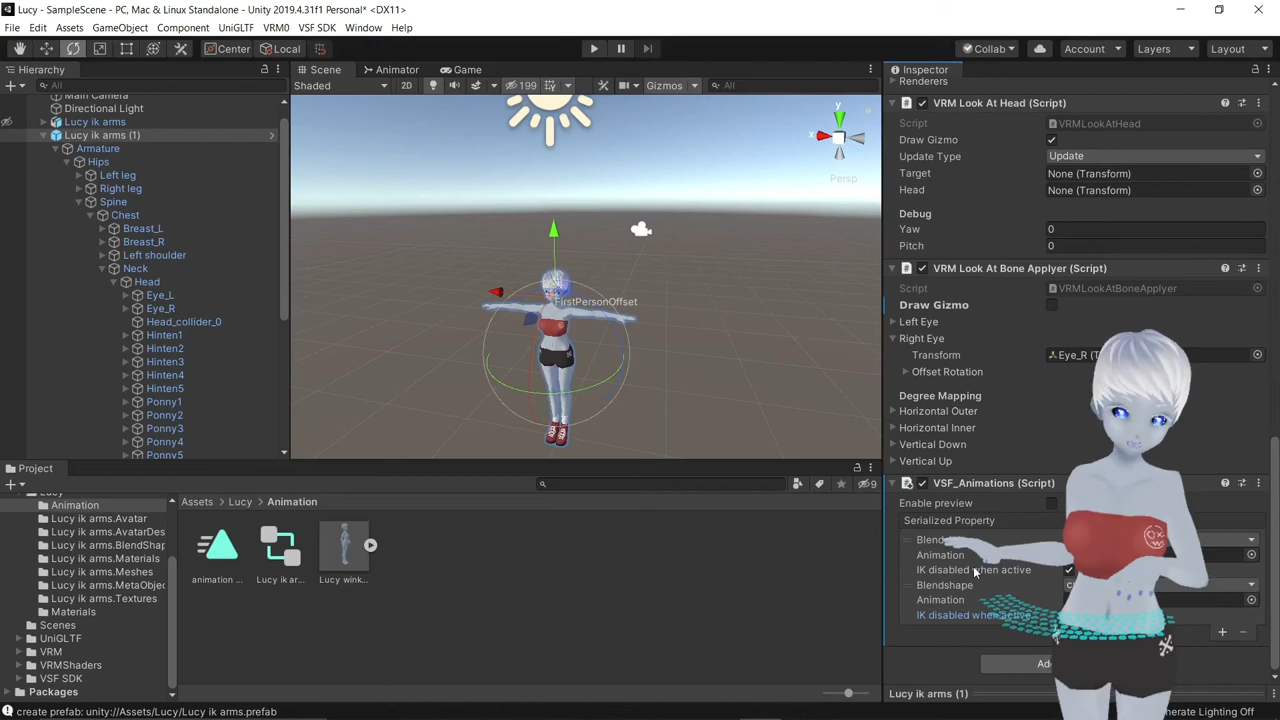 Lucy - SampleScene - PC, Mac & Linux Standalone - Unity 2019.4.31f1 Personal* <DX11>
File Edit Assets GameObject Component UniGLTF VRM0 VSF SDK Window Help
Center Local Collab Account Layers Layout
Hierarchy
All
Main Camera
Directional Light
Lucy ik arms
Lucy ik arms (1)
Armature
Hips
Left leg
Right leg
Spine
Chest
Breast_L
Breast_R
Left shoulder
Neck
Head
Eye_L
Eye_R
Head_collider_0
Hinten1
Hinten2
Hinten3
Hinten4
Hinten5
Ponny1
Ponny2
Ponny3
Ponny4
Ponny5
Scene Animator Game
Shaded 2D 199 Gizmos All
y
x
Persp
FirstPersonOffset
Inspector
Renderers
VRM Look At Head (Script)
Script VRMLookAtHead
Draw Gizmo
Update Type Update
Target None (Transform)
Head None (Transform)
Debug
Yaw 0
Pitch 0
VRM Look At Bone Applyer (Script)
Script VRMLookAtBoneApplyer
Draw Gizmo
Left Eye
Right Eye
Transform Eye_R (T
Offset Rotation
Degree Mapping
Horizontal Outer
Horizontal Inner
Vertical Down
Vertical Up
VSF_Animations (Script)
Enable preview
Serialized Property
Animation
IK disabled when active
Blendshape
Animation
IK disabled when active
Lucy ik arms (1)
Project
9
Lucy
Animation
Lucy ik arms.Avatar
Lucy ik arms.AvatarDes
Lucy ik arms.BlendShap
Lucy ik arms.Materials
Lucy ik arms.Meshes
Lucy ik arms.MetaObjec
Lucy ik arms.Textures
Materials
Scenes
UniGLTF
VRM
VRMShaders
VSF SDK
Packages
Assets Lucy Animation
animation ... Lucy ik ar... Lucy wink...
create prefab: unity://Assets/Lucy/Lucy ik arms.prefab
nerate Lighting Off